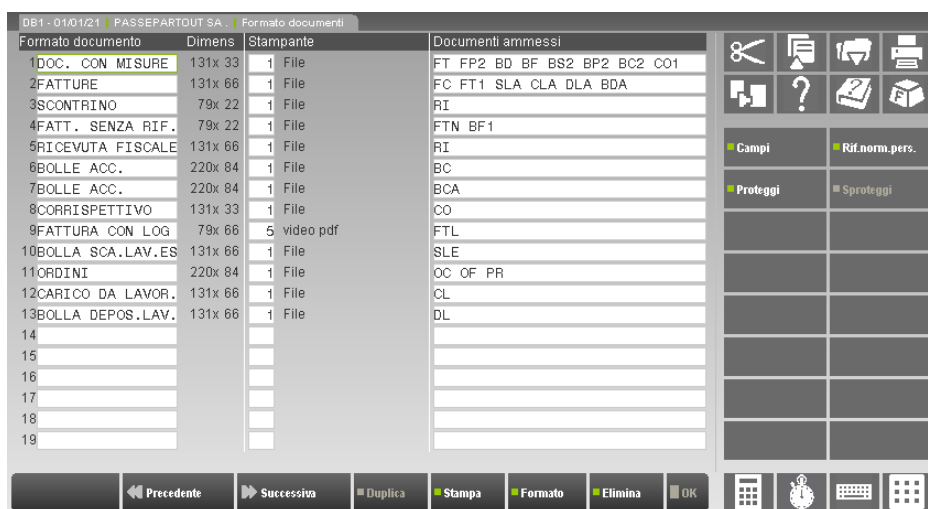 DB1 - 01/01/21 | PASSEPARTOUT SA . | Formato documenti
Formato documento Dimens Stampante Documenti ammessi
1 DOC. CON MISURE 131x 33 1 File FT FP2 BD BF BS2 BP2 BC2 CO1
2 FATTURE 131x 66 1 File FC FT1 SLA CLA DLA BDA
3 SCONTRINO 79x 22 1 File RI
4 FATT. SENZA RIF. 79x 22 1 File FTN BF1
5 RICEVUTA FISCALE 131x 66 1 File RI
6 BOLLE ACC. 220x 84 1 File BC
7 BOLLE ACC. 220x 84 1 File BCA
8 CORRISPETTIVO 131x 33 1 File CO
9 FATTURA CON LOG 79x 66 5 video pdf FTL
10 BOLLA SCA.LAV.ES 131x 66 1 File SLE
11 ORDINI 220x 84 1 File OC OF PR
12 CARICO DA LAVOR. 131x 66 1 File CL
13 BOLLA DEPOS.LAV. 131x 66 1 File DL
14
15
16
17
18
19
Campi Rif.norm.pers.
Proteggi Sproteggi
Precedente Successiva Duplica Stampa Formato Elimina OK